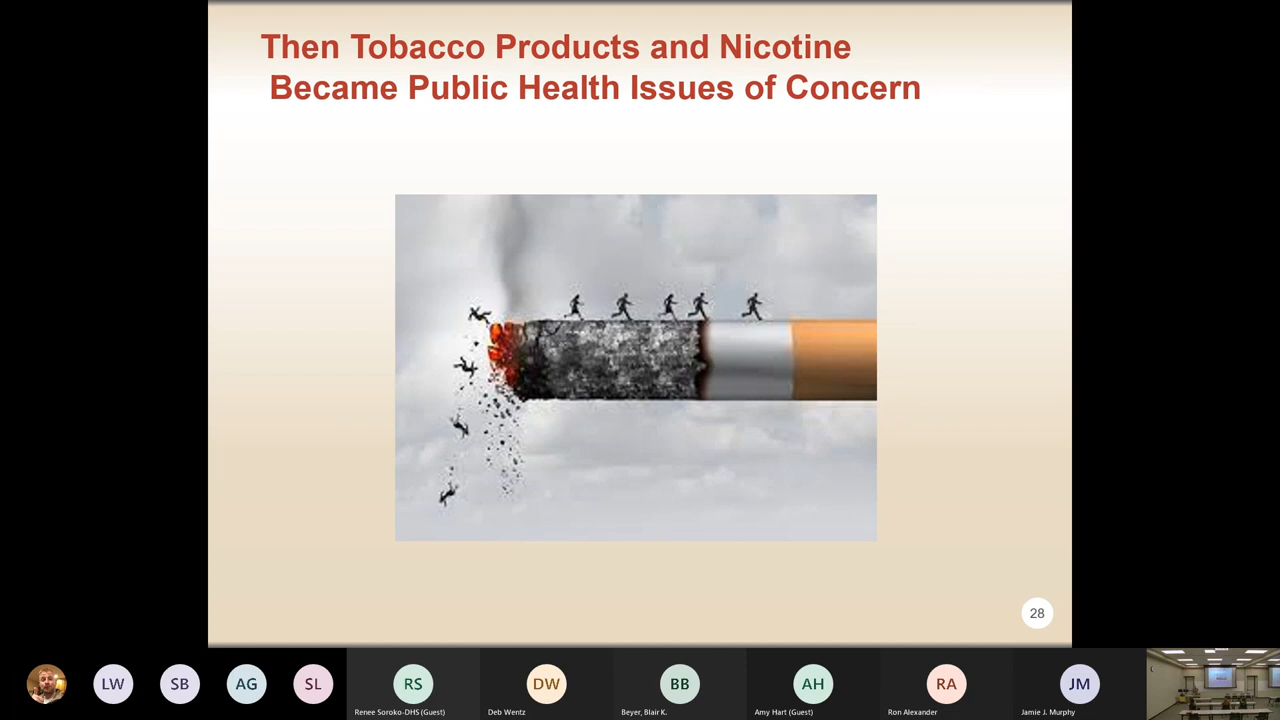 Then Tobacco Products and Nicotine
Became Public Health Issues of Concern
28
LW
SB
AG
SL
RS
DW
BB
AH
RA
JM
Renee Soroko-DHS (Guest)
Deb Wentz
Beyer, Blair K.
Amy Hart (Guest)
Ron Alexander
Jamie J. Murphy